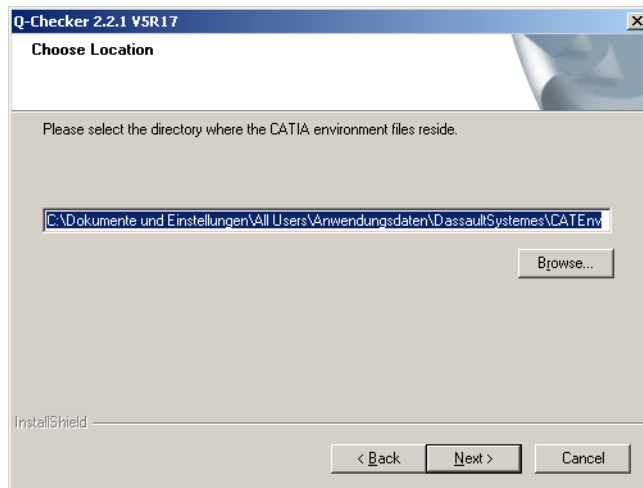 Q-Checker 2.2.1 V5R17
Choose Location
Please select the directory where the CATIA environment files reside.
C:\Dokumente und Einstellungen\All Users\Anwendungsdaten\DassaultSystemes\CATEnv
Browse...
InstallShield
< Back
Next >
Cancel